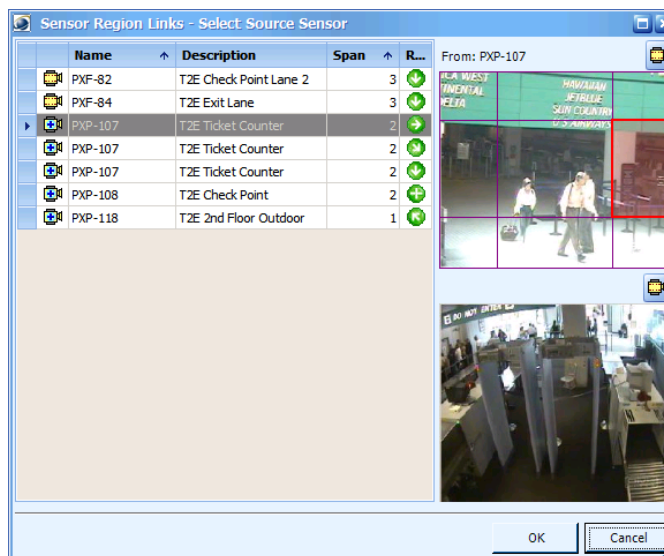 Sensor Region Links - Select Source Sensor
Name Description Span R...
PXF-82 T2E Check Point Lane 2 3
PXF-84 T2E Exit Lane 3
PXP-107 T2E Ticket Counter 2
PXP-107 T2E Ticket Counter 2
PXP-107 T2E Ticket Counter 2
PXP-108 T2E Check Point 2
PXP-118 T2E 2nd Floor Outdoor 1
From: PXP-107
WEST
HAWAIIAN
TINENTAL
JETBLUE
DELTA
SUN COUNTRY
U S AIRWAYS
DO NOT ENTER
OK Cancel